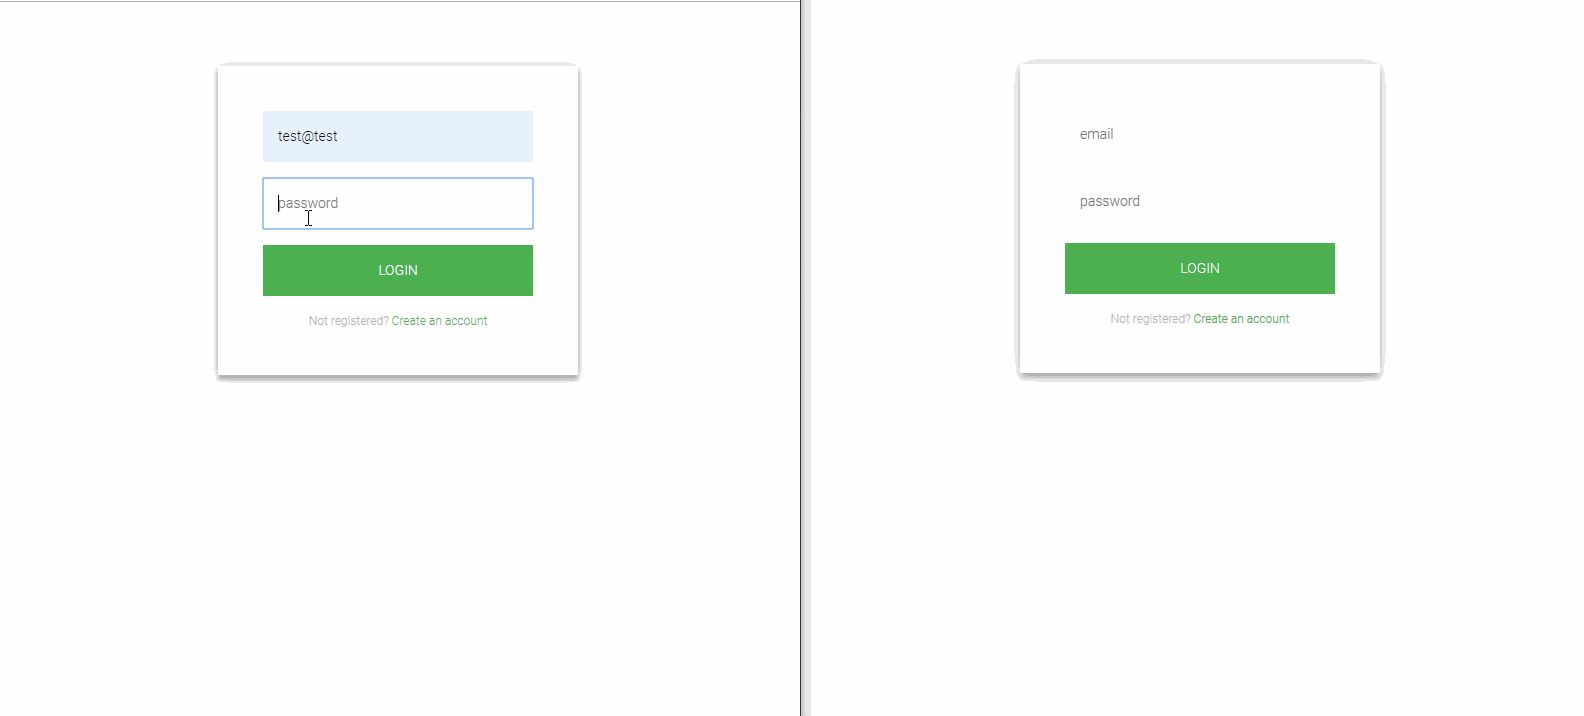 test@test
password
LOGIN
Not registered? Create an account
email
password
LOGIN
Not registered? Create an account